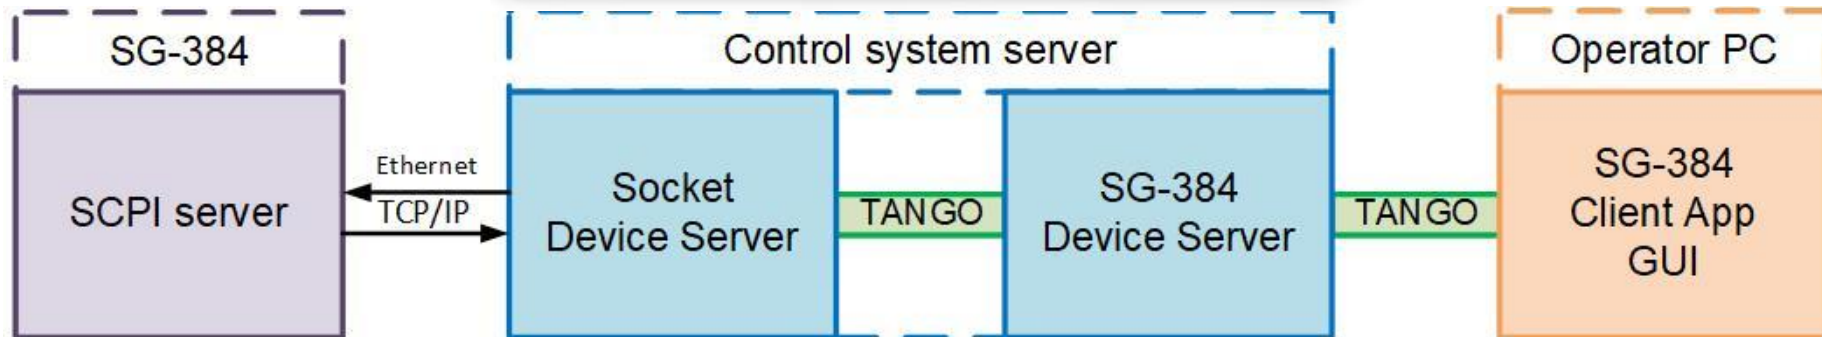 SG-384
Control system server
Operator PC
SCPI server
Ethernet
TCP/IP
Socket
Device Server
TANGO
SG-384
Device Server
TANGO
SG-384
Client App
GUI